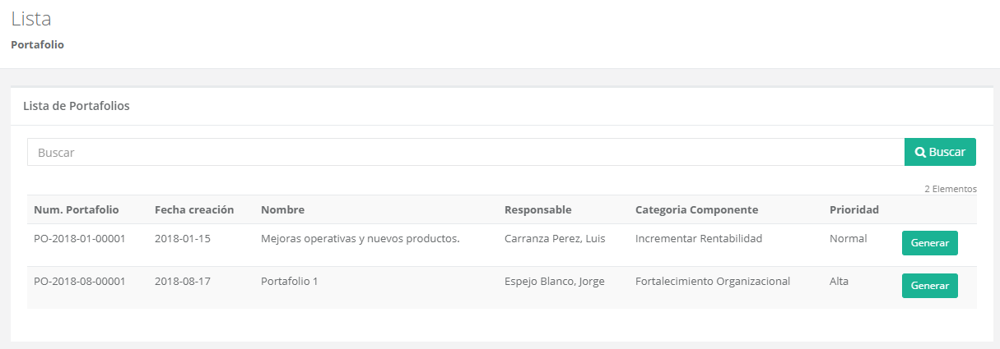 Lista
Portafolio
Lista de Portafolios
Buscar Buscar
2 Elementos
Num. Portafolio Fecha creación Nombre Responsable Categoria Componente Prioridad
PO-2018-01-00001 2018-01-15 Mejoras operativas y nuevos productos. Carranza Perez, Luis Incrementar Rentabilidad Normal Generar
PO-2018-08-00001 2018-08-17 Portafolio 1 Espejo Blanco, Jorge Fortalecimiento Organizacional Alta Generar